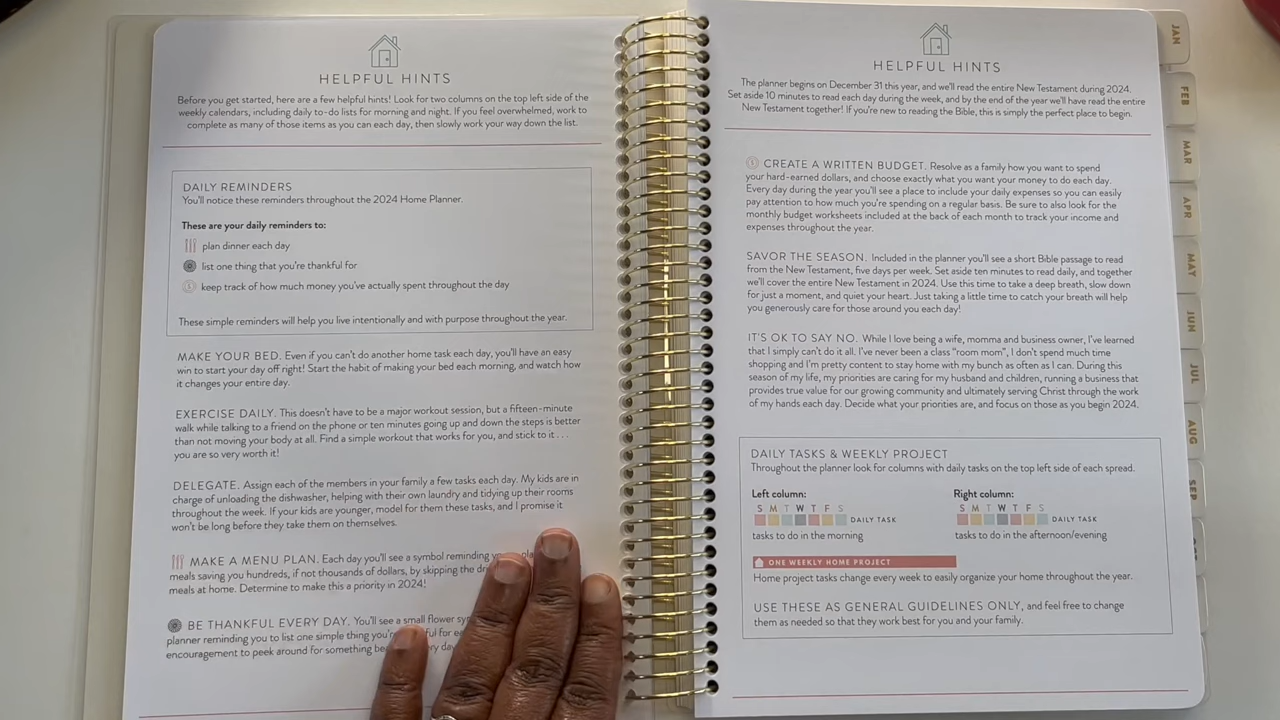 HELPFUL HINTS
Before you get started, here are a few helpful hints! Look for two columns on the top left side of the
weekly calendars, including daily to-do lists for morning and night. If you feel overwhelmed, work to
complete as many of those items as you can each day, then slowly work your way down the list.
DAILY REMINDERS
You'll notice these reminders throughout the 2024 Home Planner.
These are your daily reminders to:
plan dinner each day
list one thing that you're thankful for
keep track of how much money you've actually spent throughout the day
These simple reminders will help you live intentionally and with purpose throughout the year.
MAKE YOUR BED. Even if you can't do another home task each day, you'll have an easy
win to start your day off right! Start the habit of making your bed each morning, and watch how
it changes your entire day.
EXERCISE DAILY. This doesn't have to be a major workout session, but a fifteen-minute
walk while talking to a friend on the phone or ten minutes going up and down the steps is better
than not moving your body at all. Find a simple workout that works for you, and stick to it . . .
you are so very worth it!
DELEGATE. Assign each of the members in your family a few tasks each day. My kids are in
charge of unloading the dishwasher, helping with their own laundry and tidying up their rooms
throughout the week. If your kids are younger, model for them these tasks, and I promise it
won't be long before they take them on themselves.
MAKE A MENU PLAN. Each day you'll see a symbol reminding
meals saving you hundreds, if not thousands of dollars, by skipping the
meals at home. Determine to make this a priority in 2024!
BE THANKFUL EVERY DAY. You'll see a small flower
planner reminding you to list one simple thing
encouragement to peek around for something
HELPFUL HINTS
The planner begins on December 31 this year, and we'll read the entire New Testament during 2024.
Set aside 10 minutes to read each day during the week, and by the end of the year we'll have read the entire
New Testament together! If you're new to reading the Bible, this is simply the perfect place to begin.
CREATE A WRITTEN BUDGET. Resolve as a family how you want to spend
your hard-earned dollars, and choose exactly what you want your money to do each day.
Every day during the year you'll see a place to include your daily expenses so you can easily
pay attention to how much you're spending on a regular basis. Be sure to also look for the
monthly budget worksheets included at the back of each month to track your income and
expenses throughout the year.
SAVOR THE SEASON. Included in the planner you'll see a short Bible passage to read
from the New Testament, five days per week. Set aside ten minutes to read daily, and together
we'll cover the entire New Testament in 2024. Use this time to take a deep breath, slow down
for just a moment, and quiet your heart. Just taking a little time to catch your breath will help
you generously care for those around you each day!
IT'S OK TO SAY NO. While I love being a wife, momma and business owner, I've learned
that I simply can't do it all. I've never been a class "room mom", I don't spend much time
shopping and I'm pretty content to stay home with my bunch as often as I can. During this
season of my life, my priorities are caring for my husband and children, running a business that
provides true value for our growing community and ultimately serving Christ through the work
of my hands each day. Decide what your priorities are, and focus on those as you begin 2024.
DAILY TASKS & WEEKLY PROJECT
Throughout the planner look for columns with daily tasks on the top left side of each spread.
Left column:
S M T W T F S
DAILY TASK
tasks to do in the morning
Right column:
S M T W T F S
DAILY TASK
tasks to do in the afternoon/evening
ONE WEEKLY HOME PROJECT
Home project tasks change every week to easily organize your home throughout the year.
USE THESE AS GENERAL GUIDELINES ONLY, and feel free to change
them as needed so that they work best for you and your family.
JAN
FEB
MAR
APR
MAY
JUN
JUL
AUG
SEP